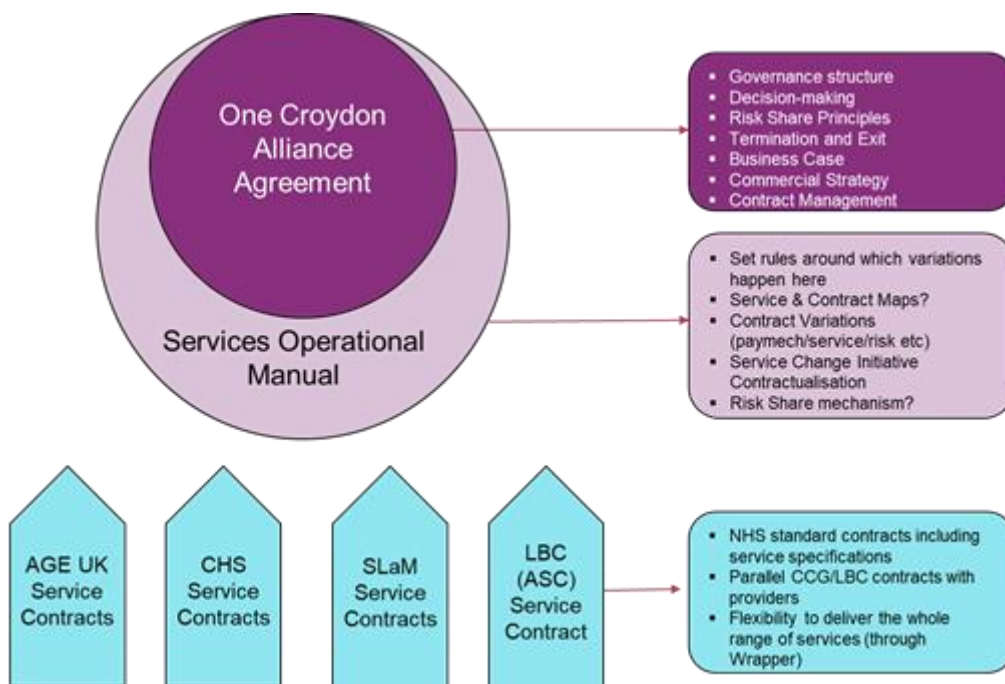 One Croydon
Alliance
Agreement
Services Operational
Manual
▪ Governance structure
▪ Decision-making
▪ Risk Share Principles
▪ Termination and Exit
▪ Business Case
▪ Commercial Strategy
▪ Contract Management
▪ Set rules around which variations
happen here
▪ Service & Contract Maps?
▪ Contract Variations
(paymech/service/risk etc)
▪ Service Change Initiative
Contractualisation
▪ Risk Share mechanism?
AGE UK
Service
Contracts
CHS
Service
Contracts
SLaM
Service
Contracts
LBC
(ASC)
Service
Contract
▪ NHS standard contracts including
service specifications
▪ Parallel CCG/LBC contracts with
providers
▪ Flexibility to deliver the whole
range of services (through
Wrapper)